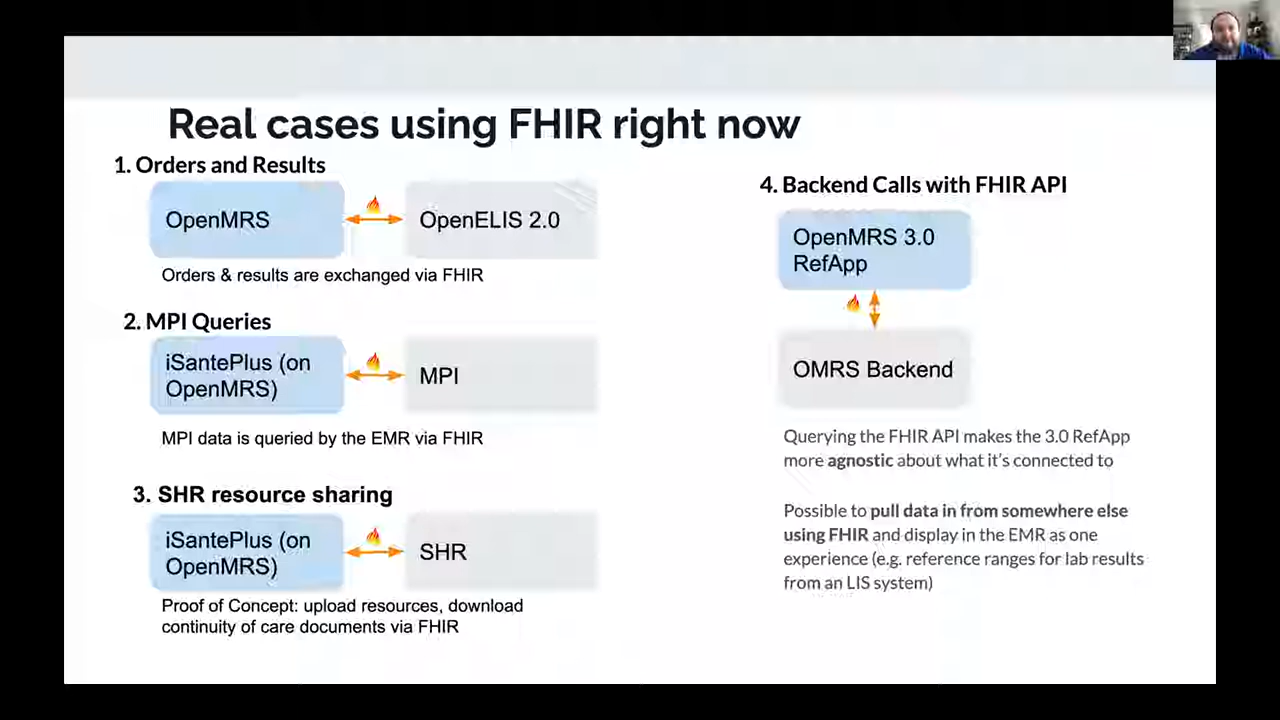 Real cases using FHIR right now
1. Orders and Results
OpenMRS
OpenELIS 2.0
Orders & results are exchanged via FHIR
2. MPI Queries
iSantePlus (on
OpenMRS)
MPI
MPI data is queried by the EMR via FHIR
3. SHR resource sharing
iSantePlus (on
OpenMRS)
SHR
Proof of Concept: upload resources, download
continuity of care documents via FHIR
4. Backend Calls with FHIR API
OpenMRS 3.0
RefApp
OMRS Backend
Querying the FHIR API makes the 3.0 RefApp
more agnostic about what it's connected to
Possible to pull data in from somewhere else
using FHIR and display in the EMR as one
experience (e.g. reference ranges for lab results
from an LIS system)